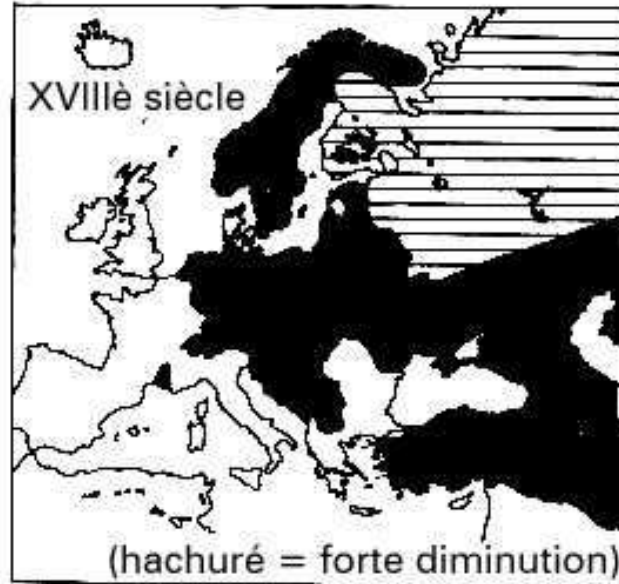 XVIIIè siècle
(hachuré = forte diminution)